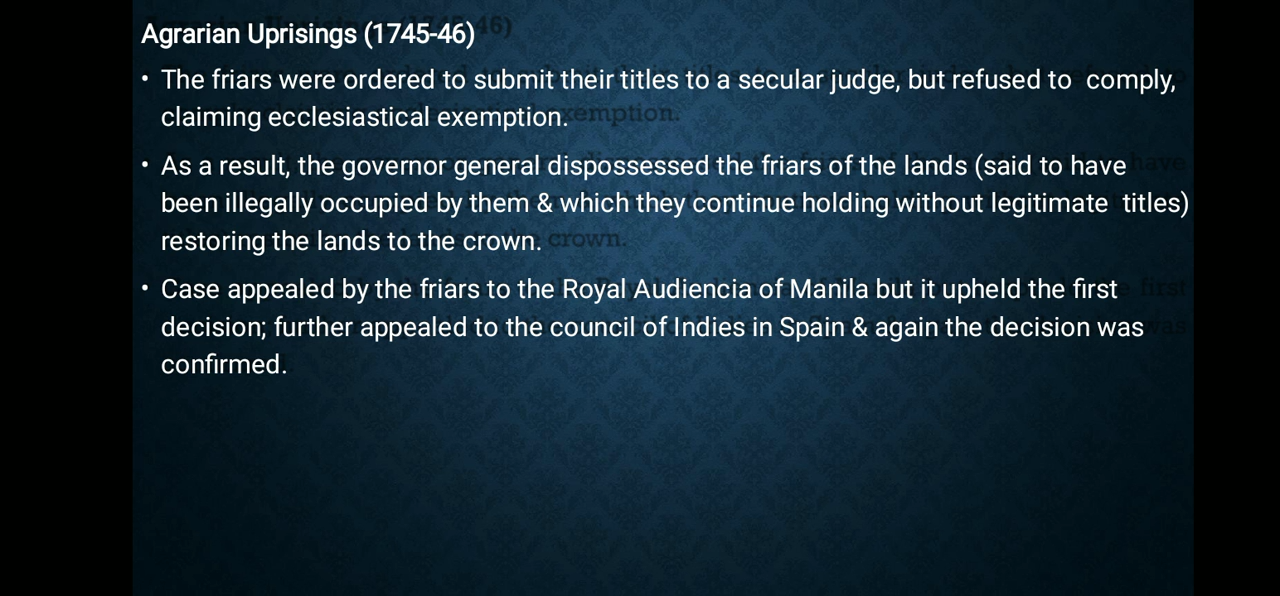 Agrarian Uprisings (1745-46)
• The friars were ordered to submit their titles to a secular judge, but refused to comply,
claiming ecclesiastical exemption.
• As a result, the governor general dispossessed the friars of the lands (said to have
been illegally occupied by them & which they continue holding without legitimate titles)
restoring the lands to the crown.
• Case appealed by the friars to the Royal Audiencia of Manila but it upheld the first
decision; further appealed to the council of Indies in Spain & again the decision was
confirmed.